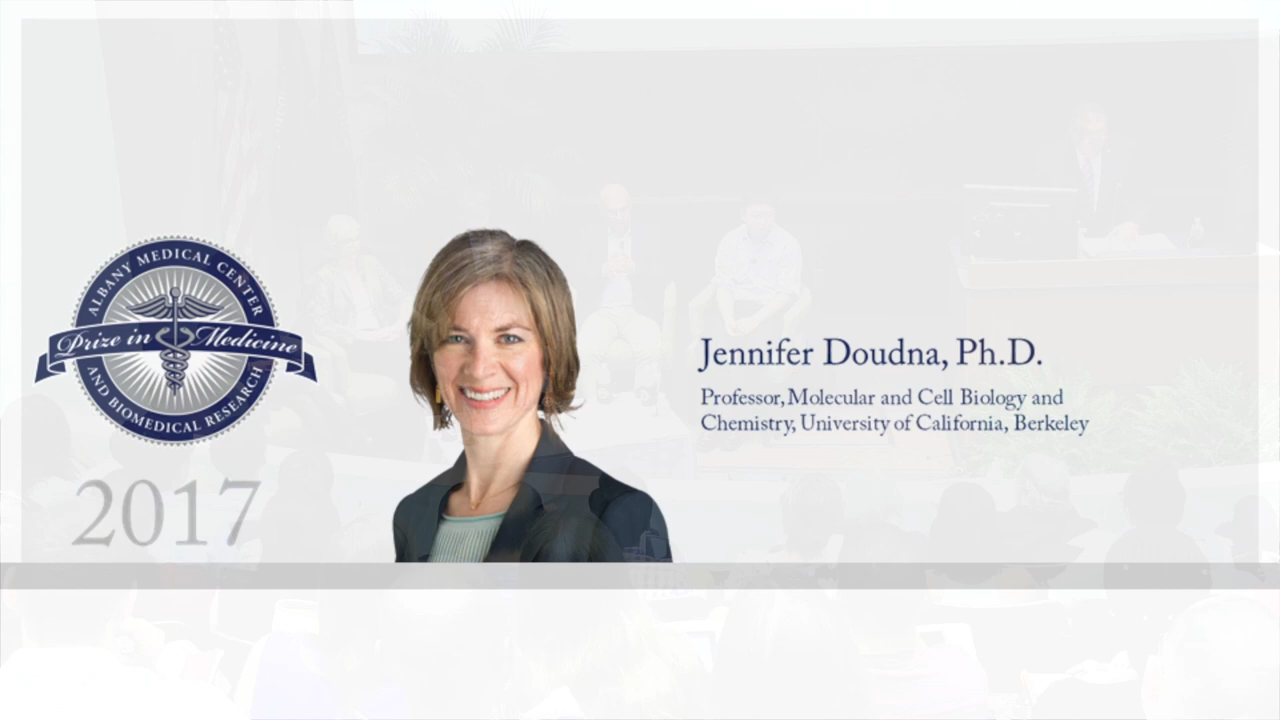 ALBANY MEDICAL CENTER
Prize in Medicine
AND BIOMEDICAL RESEARCH
2017
Jennifer Doudna, Ph.D.
Professor, Molecular and Cell Biology and
Chemistry, University of California, Berkeley